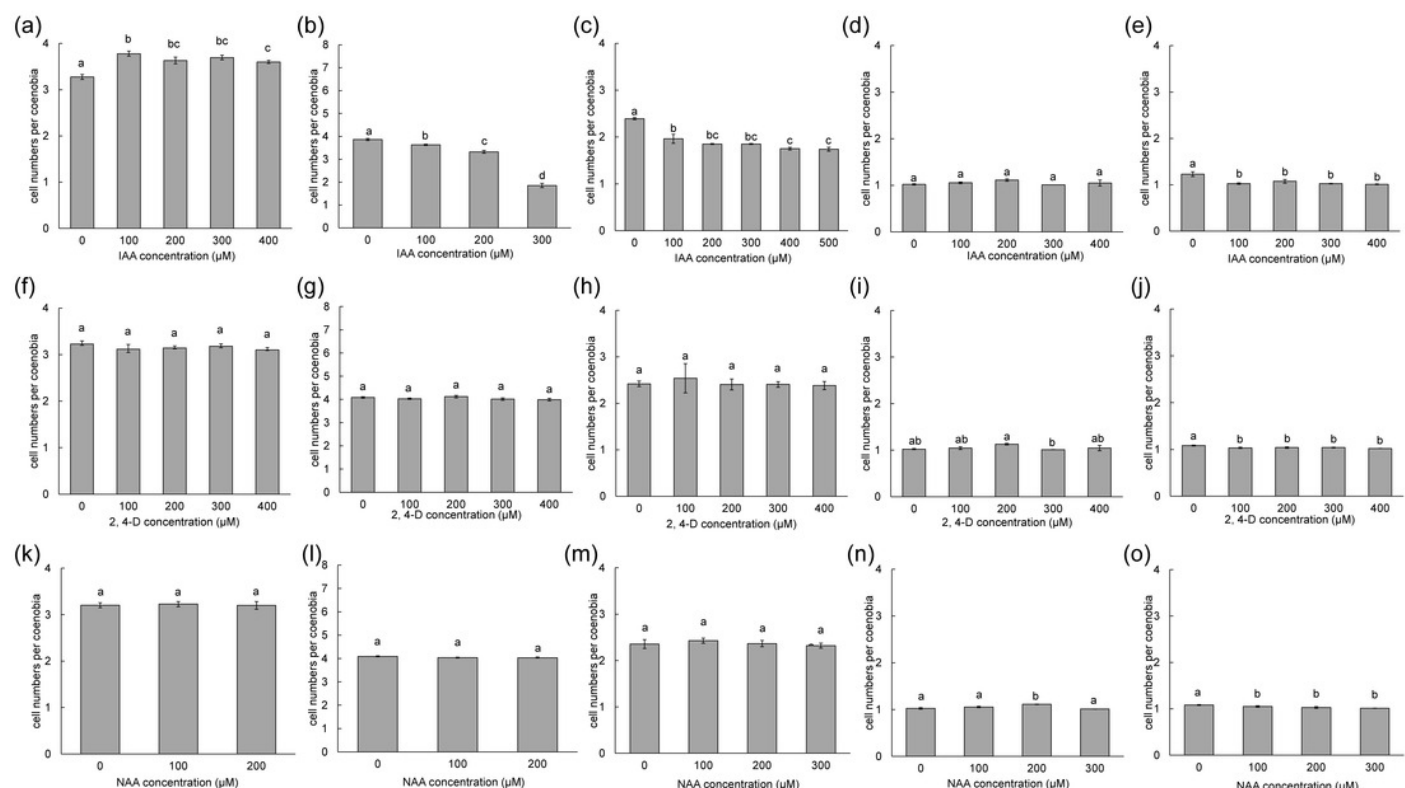 (a)
cell numbers per coenobia
4
3
2
1
0
a
b
bc
bc
c
0 100 200 300 400
IAA concentration (µM)
(b)
cell numbers per coenobia
8
7
6
5
4
3
2
1
0
a
b
c
d
0 100 200 300
IAA concentration (µM)
(c)
cell numbers per coenobia
4
3
2
1
0
a
b
bc
bc
c
c
0 100 200 300 400 500
IAA concentration (µM)
(d)
cell numbers per coenobia
4
3
2
1
0
a a a a a
0 100 200 300 400
IAA concentration (µM)
(e)
cell numbers per coenobia
4
3
2
1
0
a b b b b
0 100 200 300 400
IAA concentration (µM)
(f)
cell numbers per coenobia
4
3
2
1
0
a a a a a
0 100 200 300 400
2, 4-D concentration (µM)
(g)
cell numbers per coenobia
8
7
6
5
4
3
2
1
0
a a a a a
0 100 200 300 400
2, 4-D concentration (µM)
(h)
cell numbers per coenobia
4
3
2
1
0
a a a a a
0 100 200 300 400
2, 4-D concentration (µM)
(i)
cell numbers per coenobia
4
3
2
1
0
ab ab a b ab
0 100 200 300 400
2, 4-D concentration (µM)
(j)
cell numbers per coenobia
4
3
2
1
0
a b b b b
0 100 200 300 400
2, 4-D concentration (µM)
(k)
cell numbers per coenobia
4
3
2
1
0
a a a
0 100 200
NAA concentration (µM)
(l)
cell numbers per coenobia
8
7
6
5
4
3
2
1
0
a a a
0 100 200
NAA concentration (µM)
(m)
cell numbers per coenobia
4
3
2
1
0
a a a a
0 100 200 300
NAA concentration (µM)
(n)
cell numbers per coenobia
4
3
2
1
0
a a b a
0 100 200 300
NAA concentration (µM)
(o)
cell numbers per coenobia
4
3
2
1
0
a b b b
0 100 200 300
NAA concentration (µM)